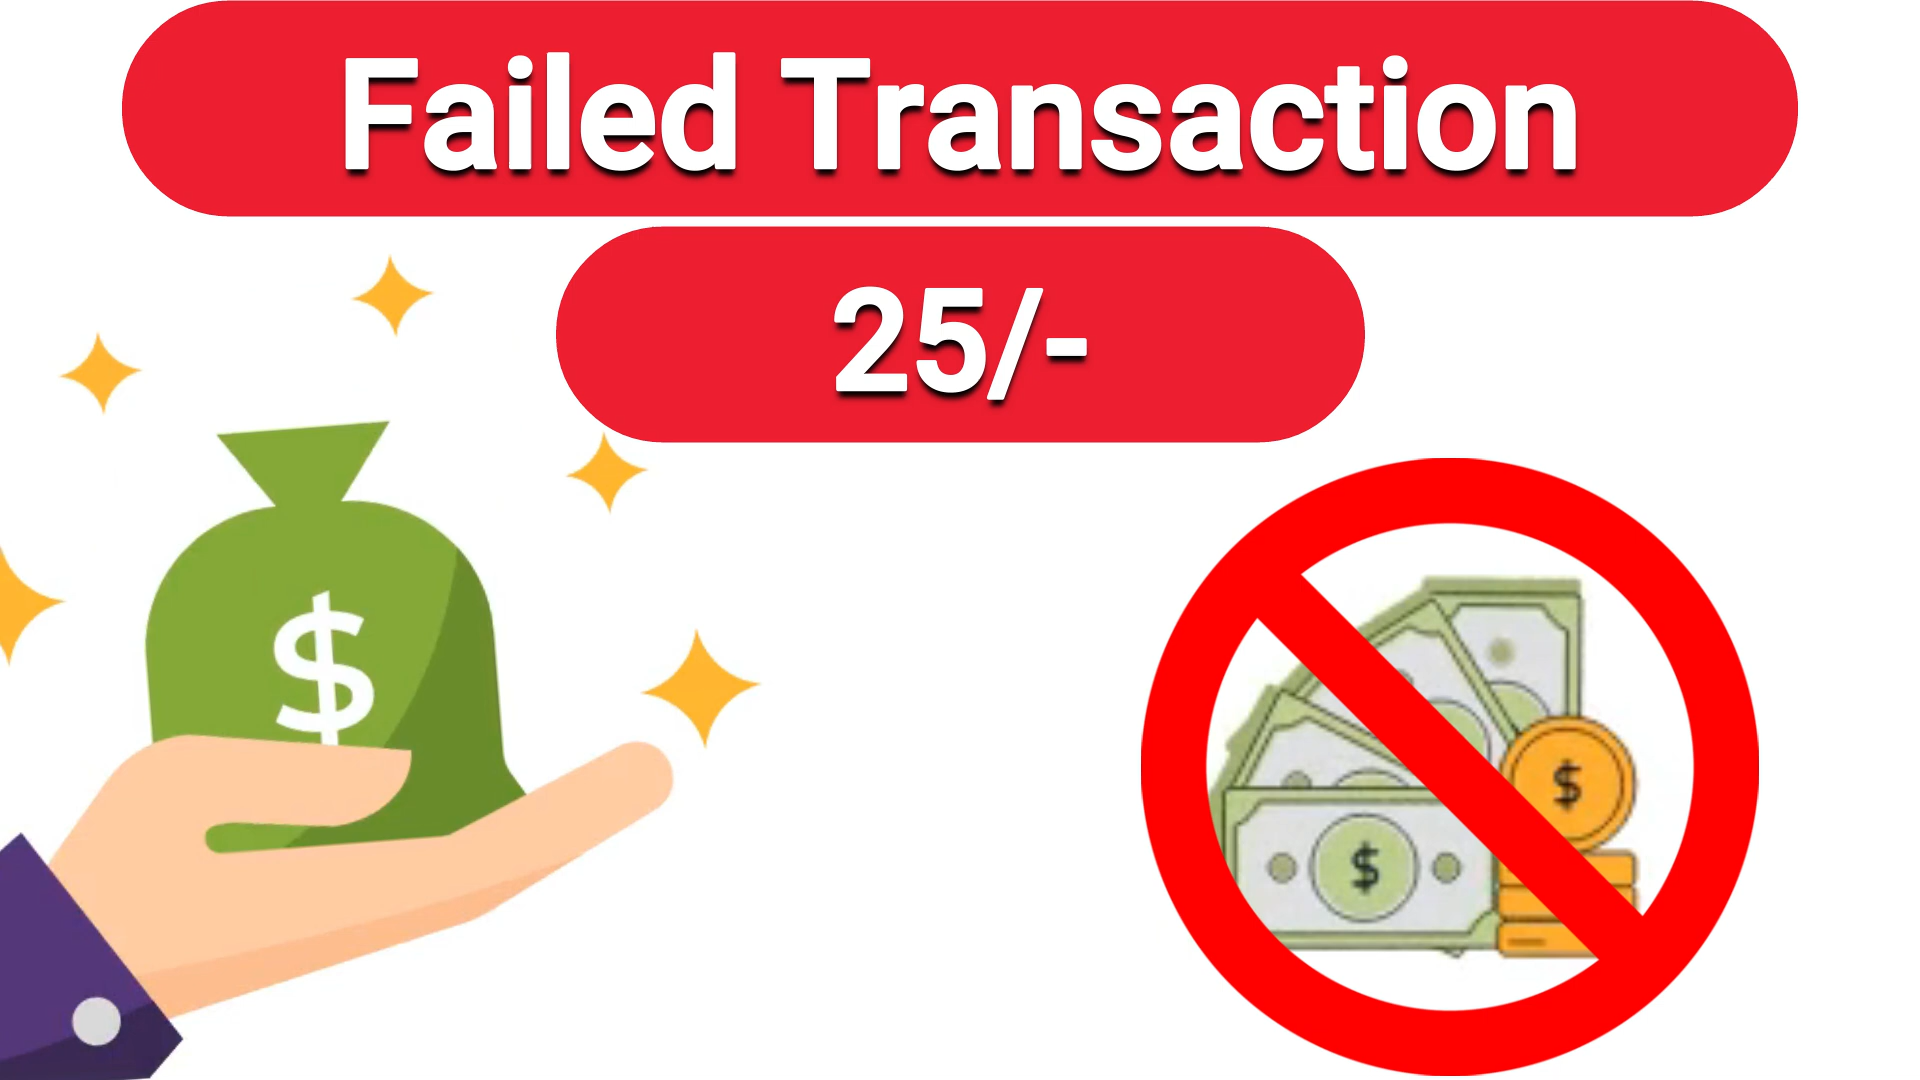 Failed Transaction
25/-
$
$
$